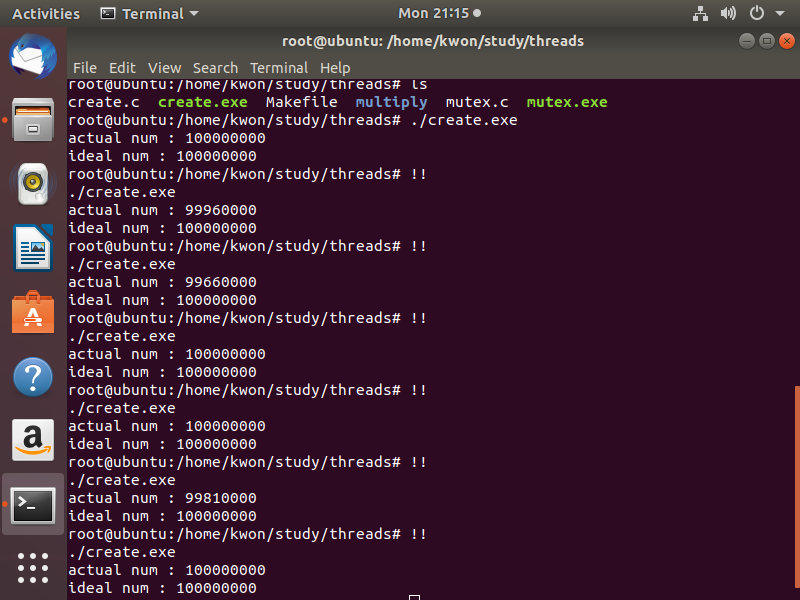 Activities Terminal Mon 21:15
root@ubuntu: /home/kwon/study/threads
File Edit View Search Terminal Help
root@ubuntu:/home/kwon/study/threads# ls
create.c create.exe Makefile multiply mutex.c mutex.exe
root@ubuntu:/home/kwon/study/threads# ./create.exe
actual num : 100000000
ideal num : 100000000
root@ubuntu:/home/kwon/study/threads# !!
./create.exe
actual num : 99960000
ideal num : 100000000
root@ubuntu:/home/kwon/study/threads# !!
./create.exe
actual num : 99660000
ideal num : 100000000
root@ubuntu:/home/kwon/study/threads# !!
./create.exe
actual num : 100000000
ideal num : 100000000
root@ubuntu:/home/kwon/study/threads# !!
./create.exe
actual num : 100000000
ideal num : 100000000
root@ubuntu:/home/kwon/study/threads# !!
./create.exe
actual num : 99810000
ideal num : 100000000
root@ubuntu:/home/kwon/study/threads# !!
./create.exe
actual num : 100000000
ideal num : 100000000